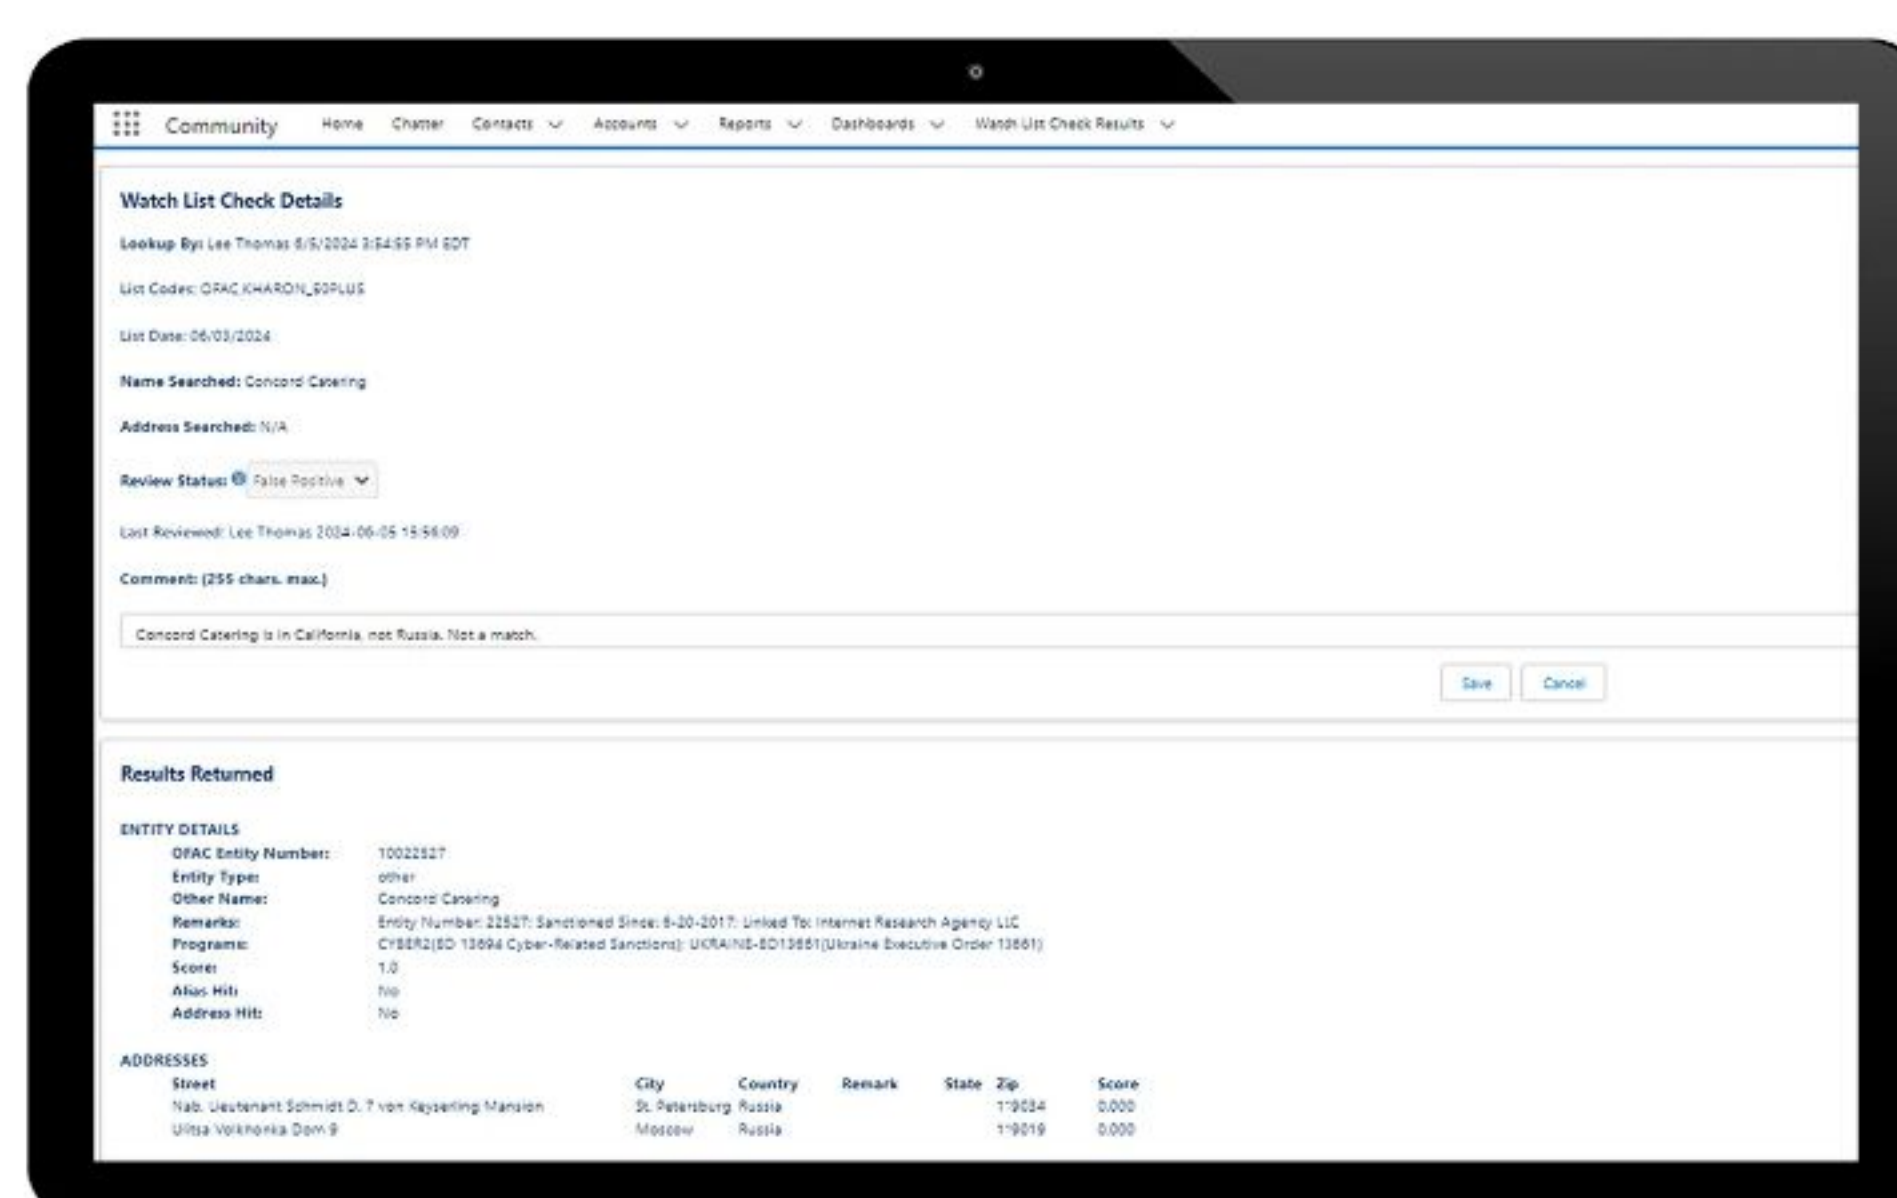 Community Home Chatter Contacts Accounts Reports Dashboards Watch List Check Results
Watch List Check Details
Lookup By: Lee Thomas 6/5/2024 3:54:55 PM EDT
List Codes: OFAC,KHARON_50PLUS
List Date: 06/03/2024
Name Searched: Concord Catering
Address Searched: N/A
Review Status: False Positive
Last Reviewed: Lee Thomas 2024-06-05 15:56:09
Comment: (255 chars. max.)
Concord Catering is in California, not Russia. Not a match.
Save Cancel
Results Returned
ENTITY DETAILS
OFAC Entity Number: 10022527
Entity Type: other
Other Name: Concord Catering
Remarks: Entity Number: 22527; Sanctioned Since: 6-20-2017; Linked To: Internet Research Agency LLC
Programs: CYBER2(EO 13694 Cyber-Related Sanctions); UKRAINE-EO13661(Ukraine Executive Order 13661)
Score: 1.0
Alias Hit: No
Address Hit: No
ADDRESSES
Street City Country Remark State Zip Score
Nab. Lieutenant Schmidt D. 7 von Keyserling Mansion St. Petersburg Russia 119034 0.000
Ulitsa Volkhonka Dom 9 Moscow Russia 119019 0.000